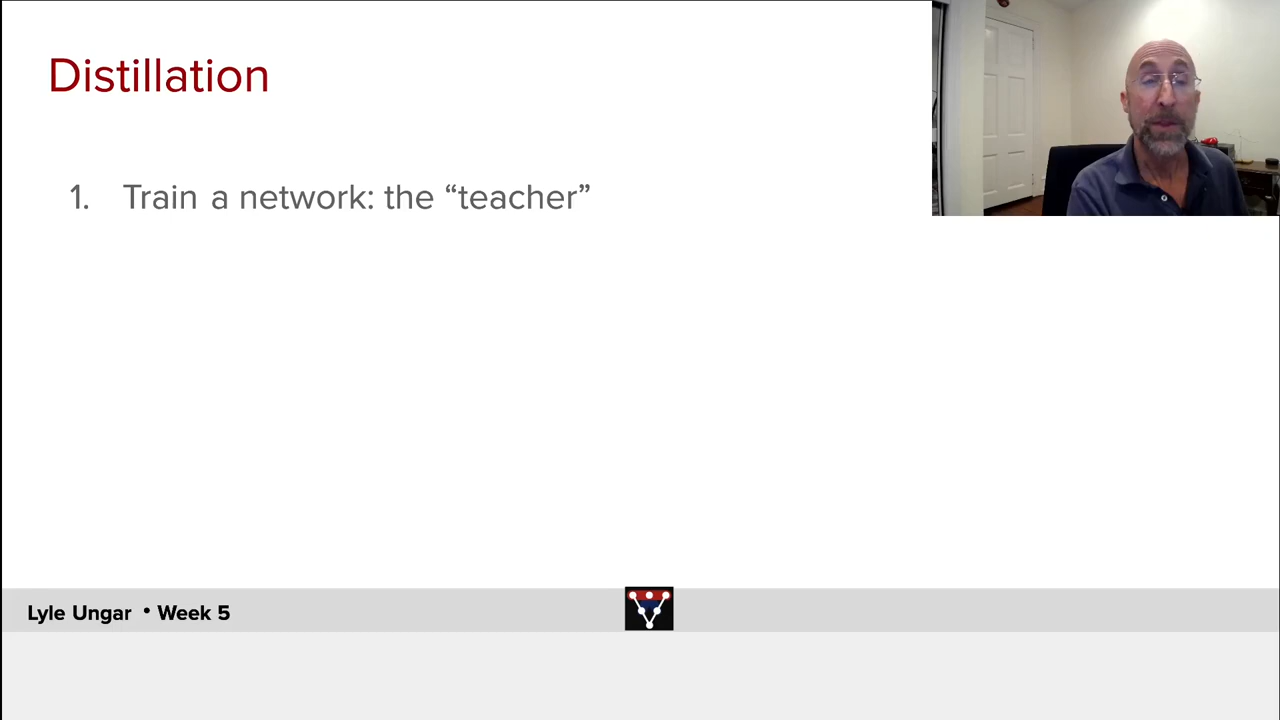 Distillation
1. Train a network: the “teacher”
Lyle Ungar • Week 5